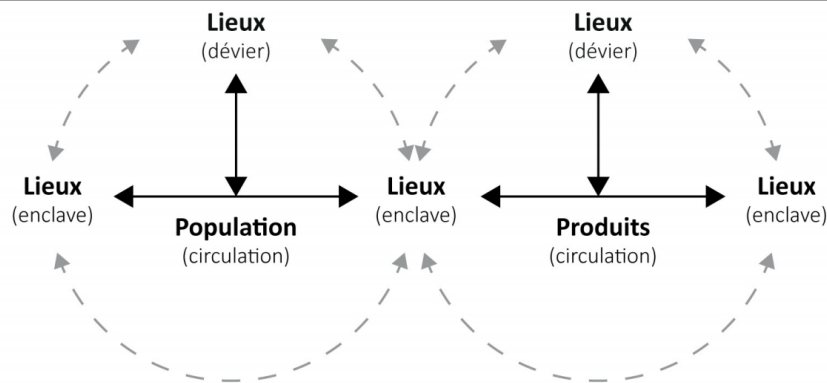 Lieux
(dévier)
Lieux
(dévier)
Lieux
(enclave)
Population
(circulation)
Lieux
(enclave)
Produits
(circulation)
Lieux
(enclave)